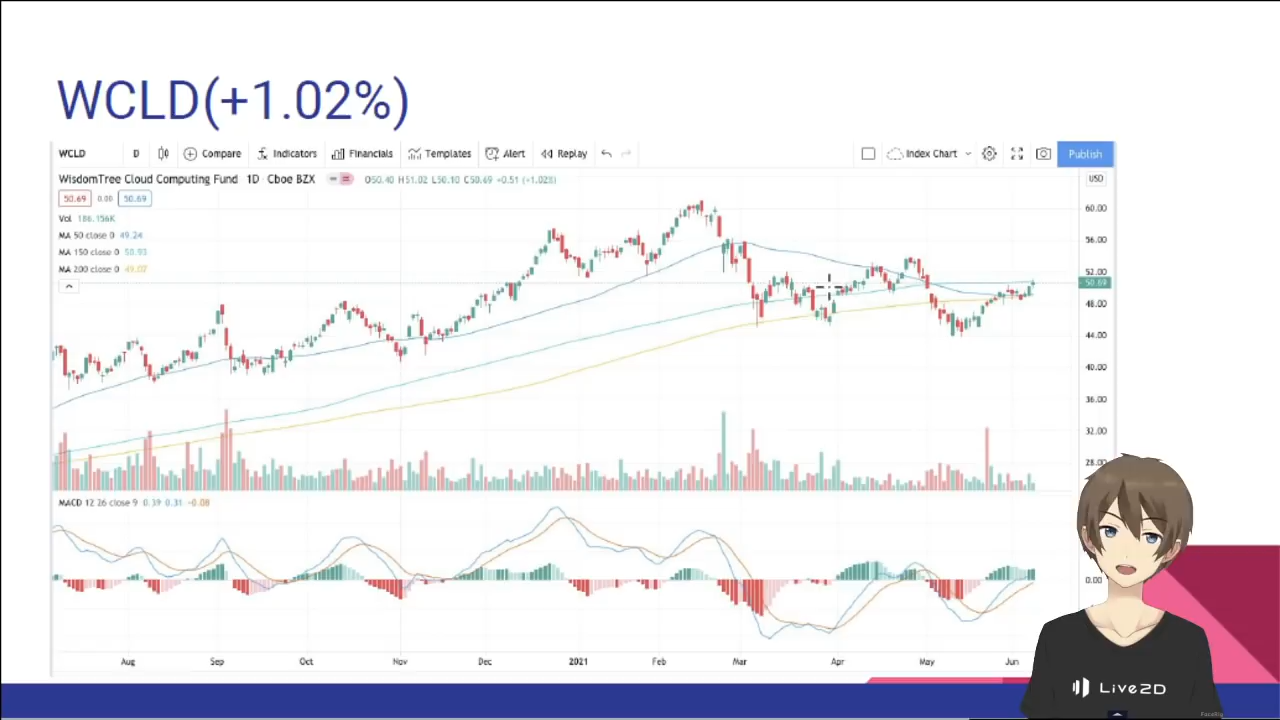 WCLD(+1.02%)
WCLD D Compare Indicators Financials Templates Alert Replay Index Chart Publish
WisdomTree Cloud Computing Fund 1D Cboe BZX O50.40 H51.02 L50.10 C50.69 +0.51 (+1.02%)
USD
50.69 0.00 50.69
60.00
Vol 186.156K
MA 50 close 0 49.24
56.00
MA 150 close 0 50.93
MA 200 close 0 49.07
52.00
50.69
48.00
44.00
40.00
36.00
32.00
28.00
MACD 12 26 close 9 0.39 0.31 −0.08
0.00
Aug Sep Oct Nov Dec 2021 Feb Mar Apr May Jun
Live2D